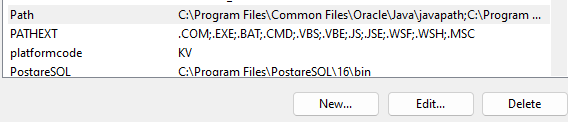 Path C:\Program Files\Common Files\Oracle\Java\javapath;C:\Program ...
PATHEXT .COM;.EXE;.BAT;.CMD;.VBS;.VBE;.JS;.JSE;.WSF;.WSH;.MSC
platformcode KV
PostgreSQL C:\Program Files\PostgreSQL\16\bin
New... Edit... Delete